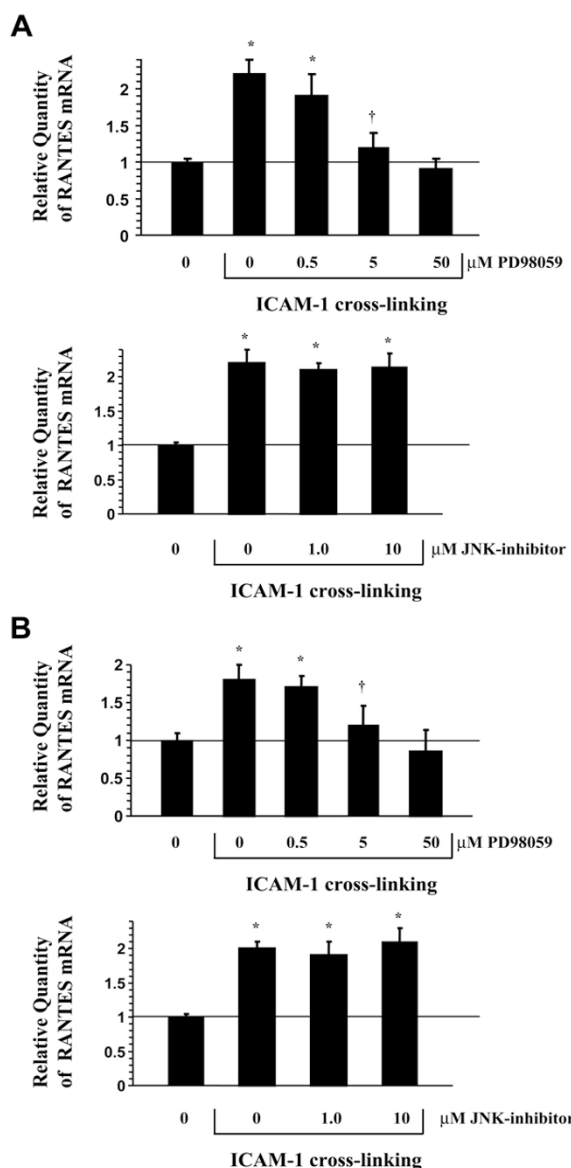 A
Relative Quantity
of RANTES mRNA
2
1.5
1
0.5
0
* * †
0 0 0.5 5 50 μM PD98059
ICAM-1 cross-linking
Relative Quantity
of RANTES mRNA
2
1.5
1
0.5
0
* * *
0 0 1.0 10 μM JNK-inhibitor
ICAM-1 cross-linking
B
Relative Quantity
of RANTES mRNA
2
1.5
1
0.5
0
* * †
0 0 0.5 5 50 μM PD98059
ICAM-1 cross-linking
Relative Quantity
of RANTES mRNA
2
1.5
1
0.5
0
* * *
0 0 1.0 10 μM JNK-inhibitor
ICAM-1 cross-linking